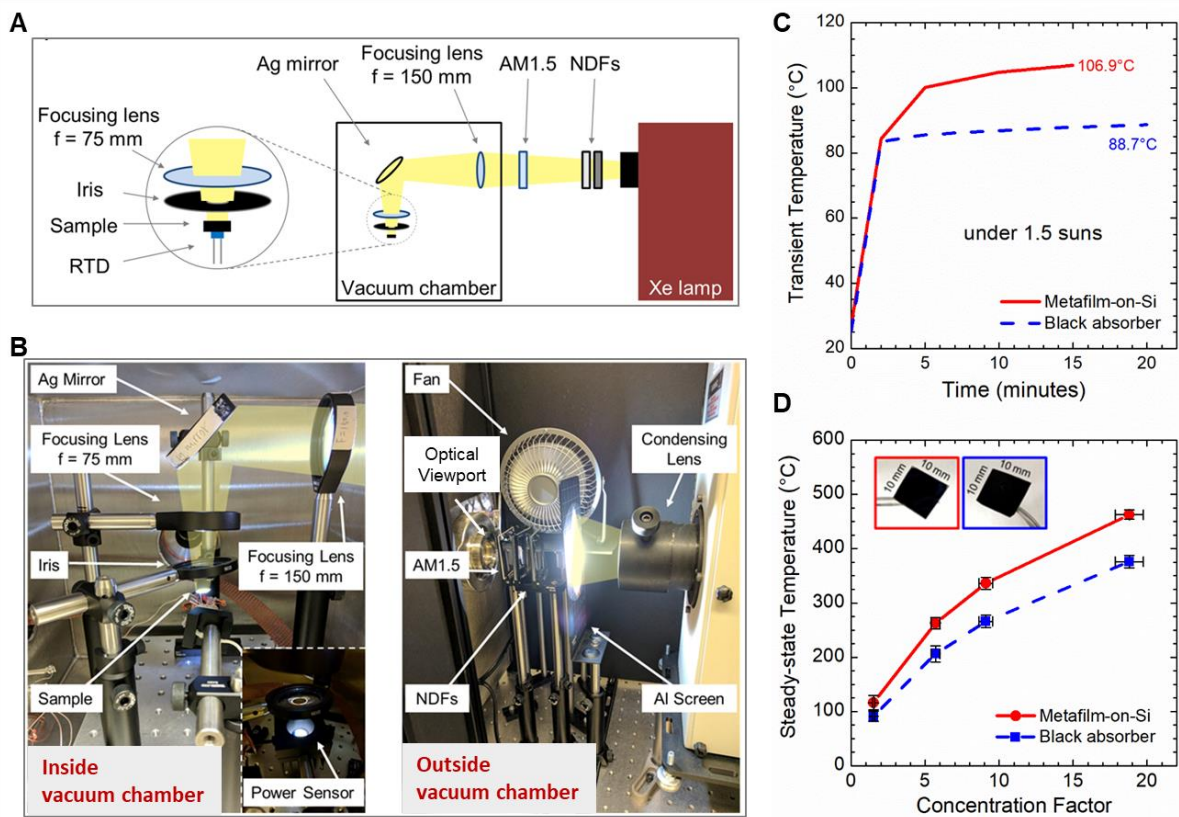 A
Focusing lens
f = 75 mm
Iris
Sample
RTD
Ag mirror
Focusing lens
f = 150 mm
AM1.5
NDFs
Vacuum chamber
Xe lamp
B
Ag Mirror
Focusing Lens
f = 75 mm
Iris
Sample
Focusing Lens
f = 150 mm
Power Sensor
Inside
vacuum chamber
Fan
Optical
Viewport
AM1.5
NDFs
Condensing
Lens
Al Screen
Outside
vacuum chamber
C
Transient Temperature (°C)
120
100
80
60
40
20
106.9°C
88.7°C
under 1.5 suns
Metafilm-on-Si
Black absorber
0
5
10
15
20
Time (minutes)
D
Steady-state Temperature (°C)
600
500
400
300
200
100
0
10 mm
10 mm
10 mm
10 mm
Metafilm-on-Si
Black absorber
0
5
10
15
20
Concentration Factor